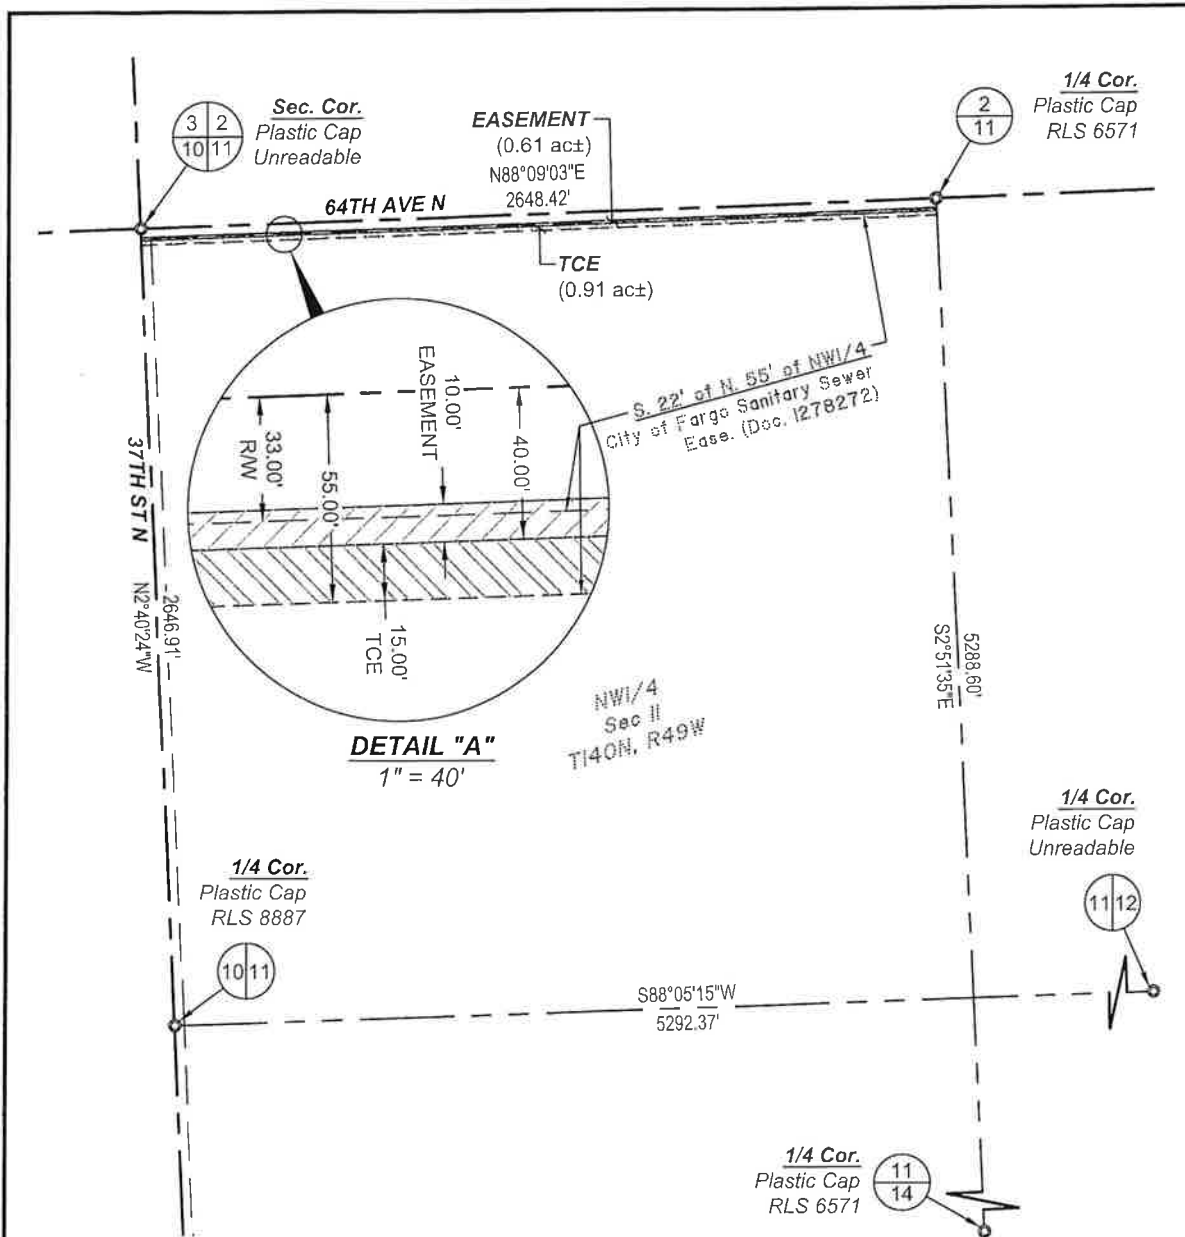 3 2
10 11
Sec. Cor.
Plastic Cap
Unreadable
EASEMENT
(0.61 ac±)
N88°09'03"E
2648.42'
2
11
1/4 Cor.
Plastic Cap
RLS 6571
64TH AVE N
TCE
(0.91 ac±)
10.00'
EASEMENT
40.00'
33.00'
R/W
55.00'
15.00'
TCE
S. 22' of N. 55' of NW1/4
City of Fargo Sanitary Sewer
Ease. (Doc. 1278272)
37TH ST N
2646.91'
N2°40'24"W
5288.60'
S2°51'35"E
NW1/4
Sec 11
T140N, R49W
DETAIL "A"
1" = 40'
1/4 Cor.
Plastic Cap
Unreadable
11 12
1/4 Cor.
Plastic Cap
RLS 8887
10 11
S88°05'15"W
5292.37'
1/4 Cor.
Plastic Cap
RLS 6571
11
14